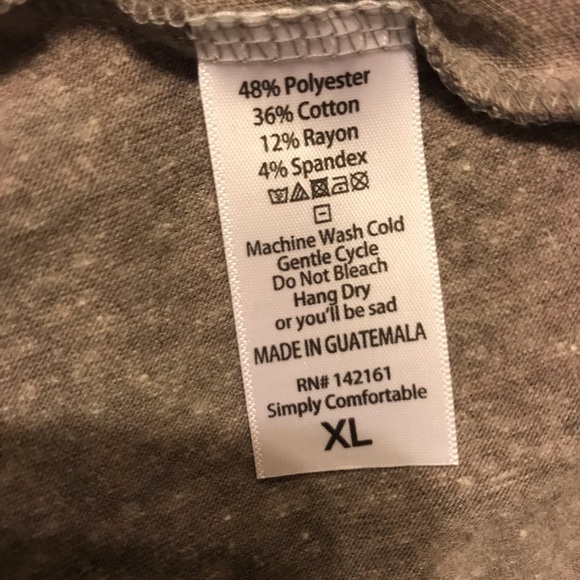 48% Polyester
36% Cotton
12% Rayon
4% Spandex
Machine Wash Cold
Gentle Cycle
Do Not Bleach
Hang Dry
or you'll be sad
MADE IN GUATEMALA
RN# 142161
Simply Comfortable
XL